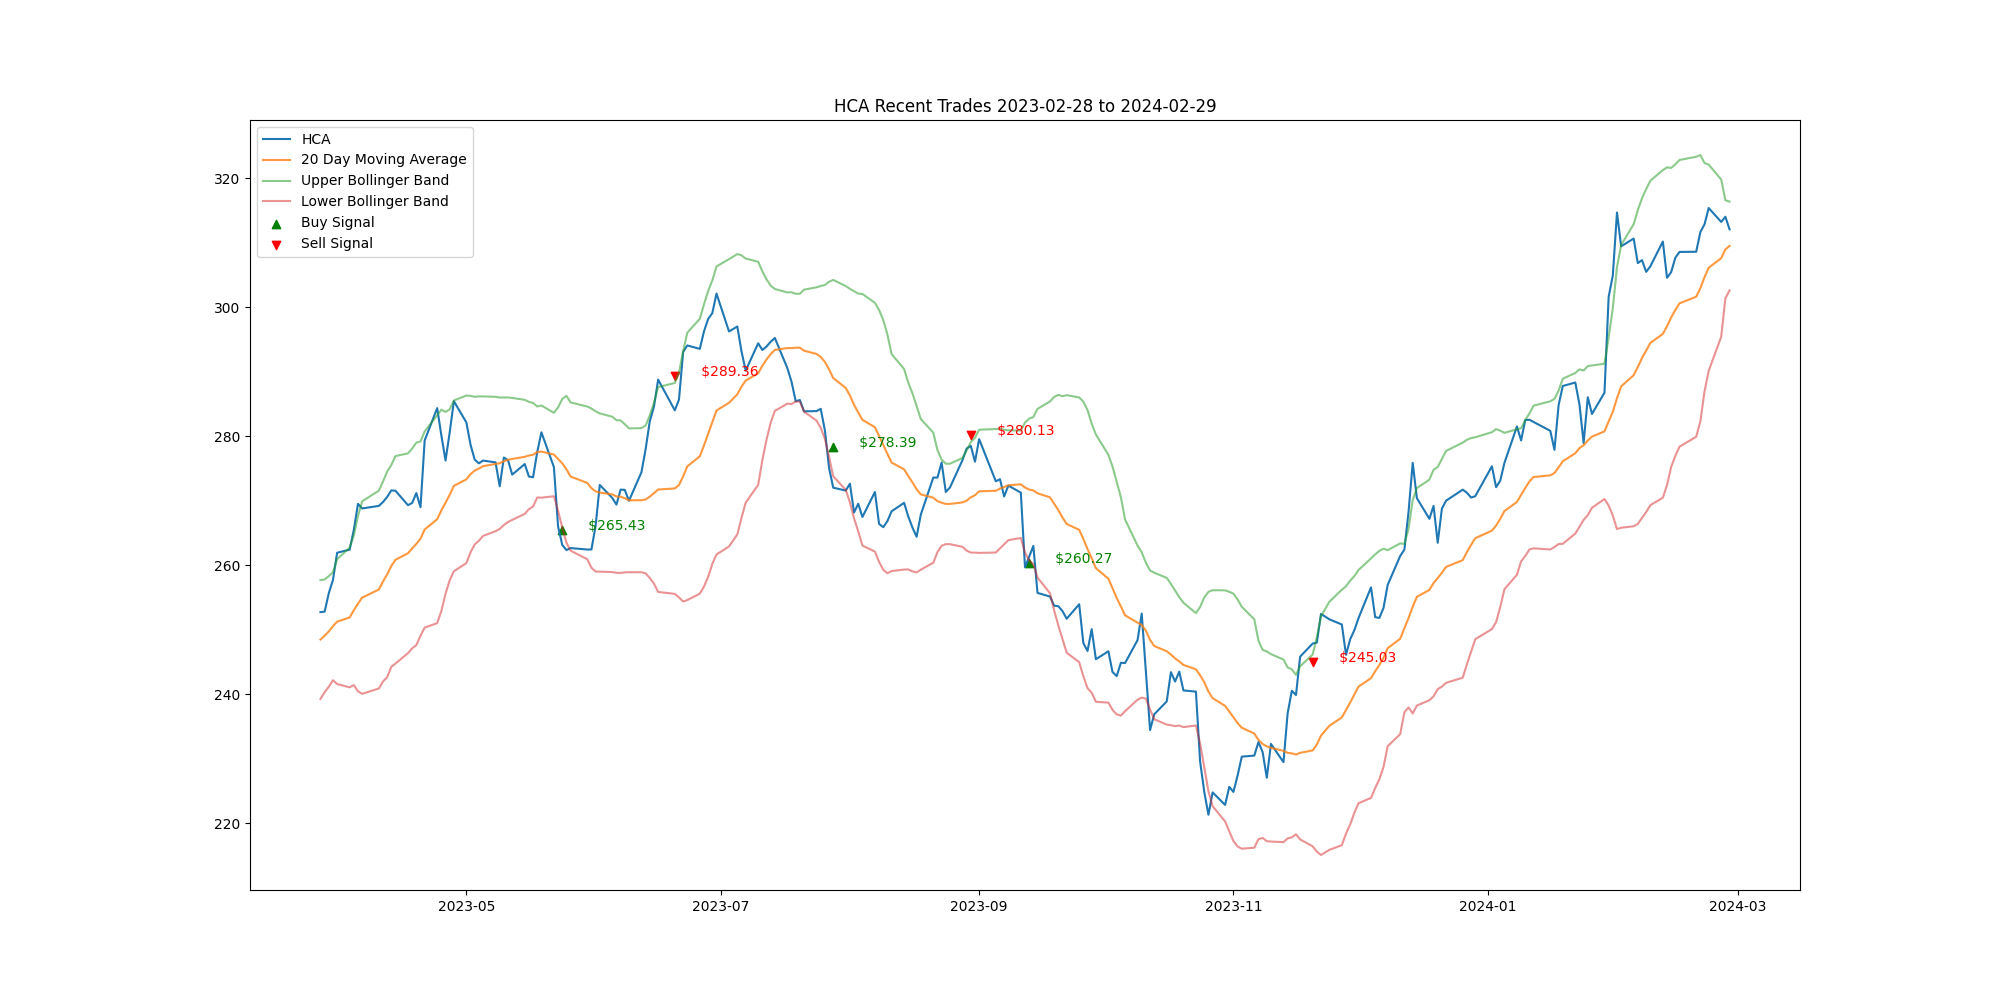 HCA Recent Trades 2023-02-28 to 2024-02-29
HCA
20 Day Moving Average
Upper Bollinger Band
Lower Bollinger Band
Buy Signal
Sell Signal
320
300
280
260
240
220
$289.36
$280.13
$278.39
$265.43
$260.27
$245.03
2023-05
2023-07
2023-09
2023-11
2024-01
2024-03